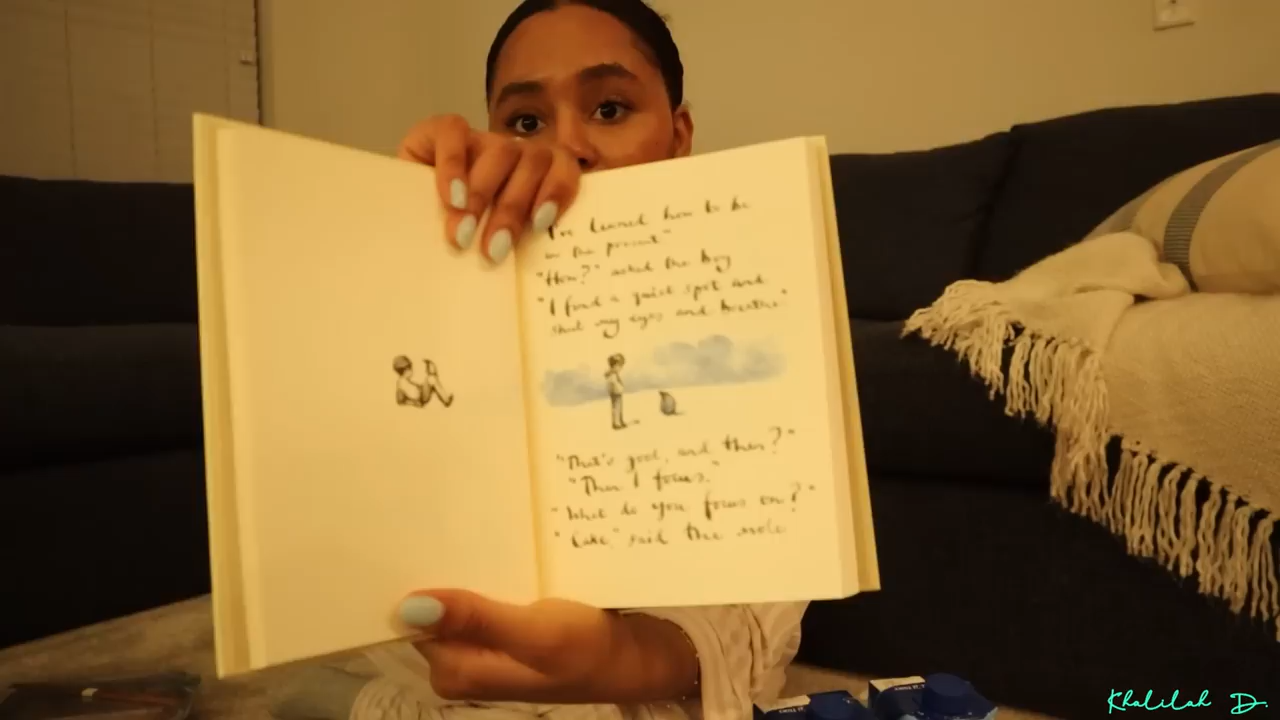 "I've learned how to be
in the present"
"How?" asked the boy
"I find a quiet spot and
shut my eyes and breathe"
"That's good, and then?"
"Then I focus."
"What do you focus on?"
"Cake," said the mole
Khalilah D.